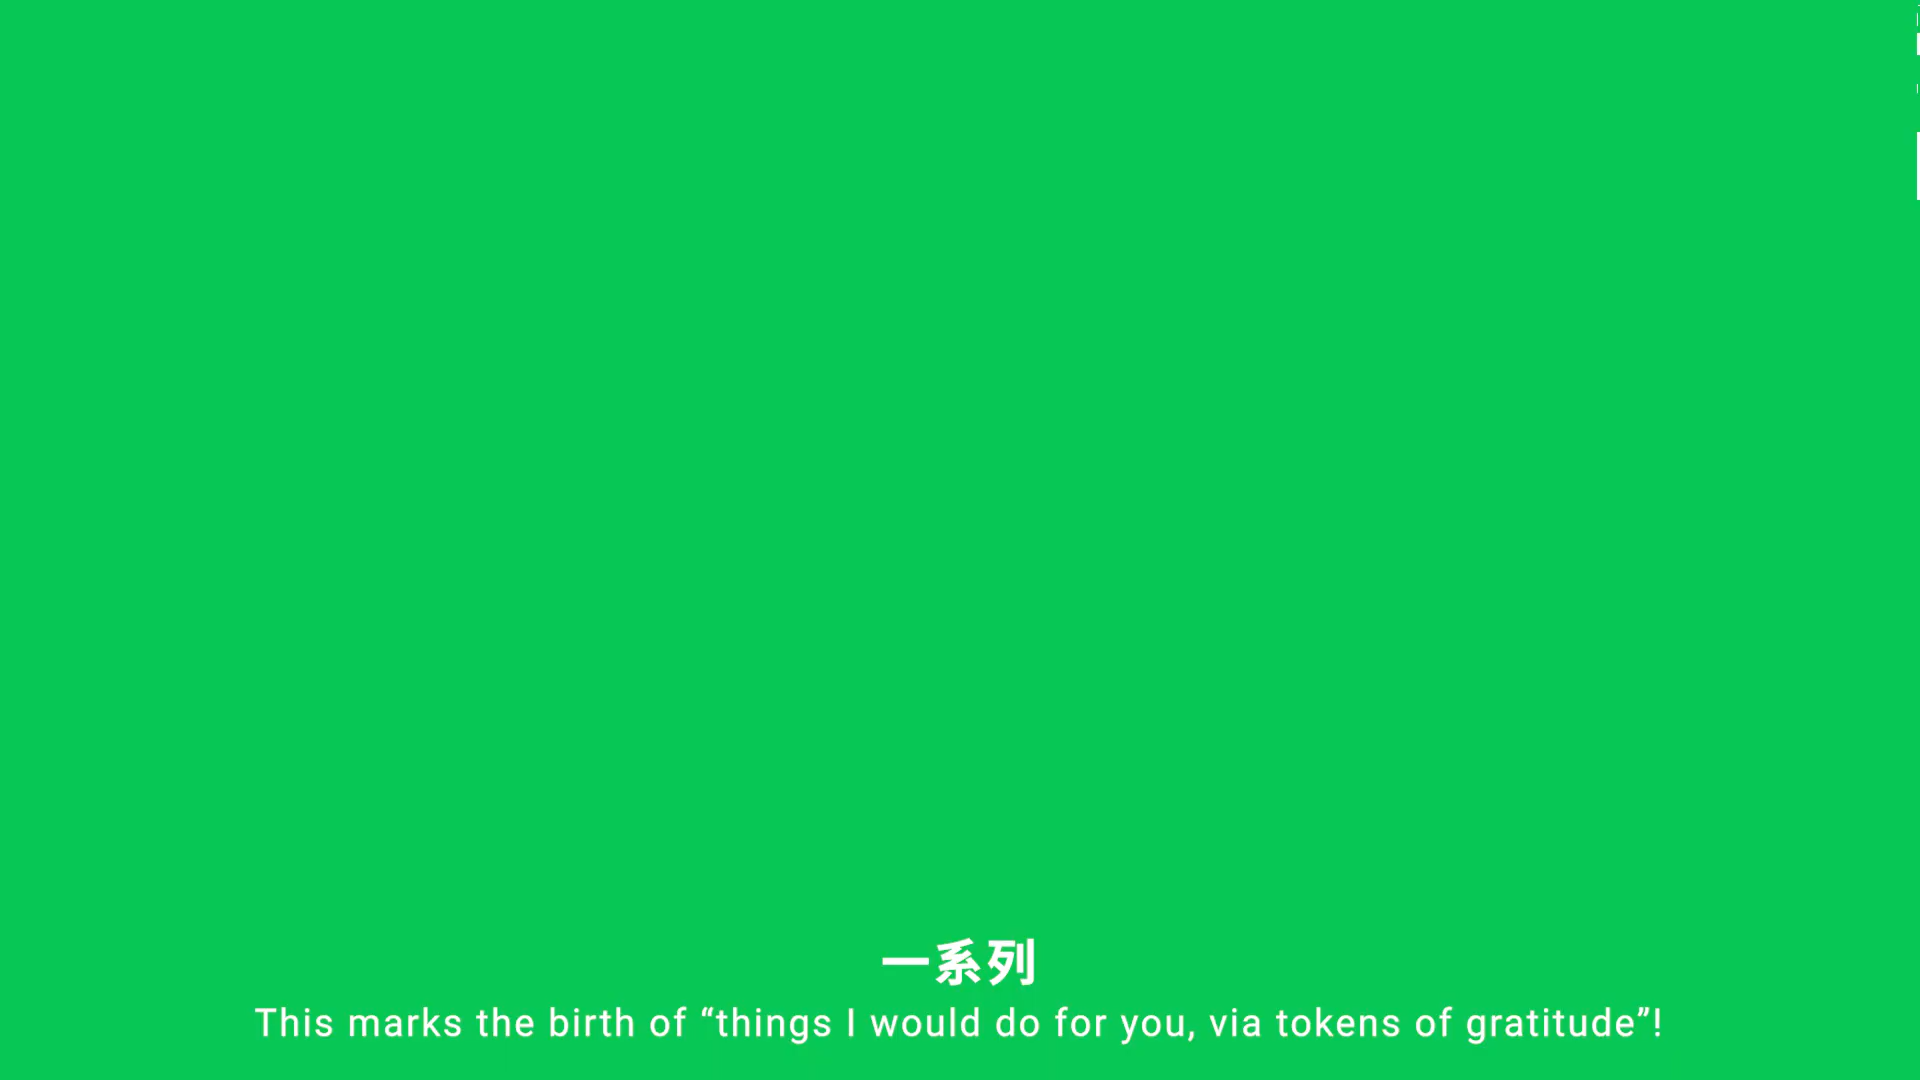 一系列
This marks the birth of “things I would do for you, via tokens of gratitude”!